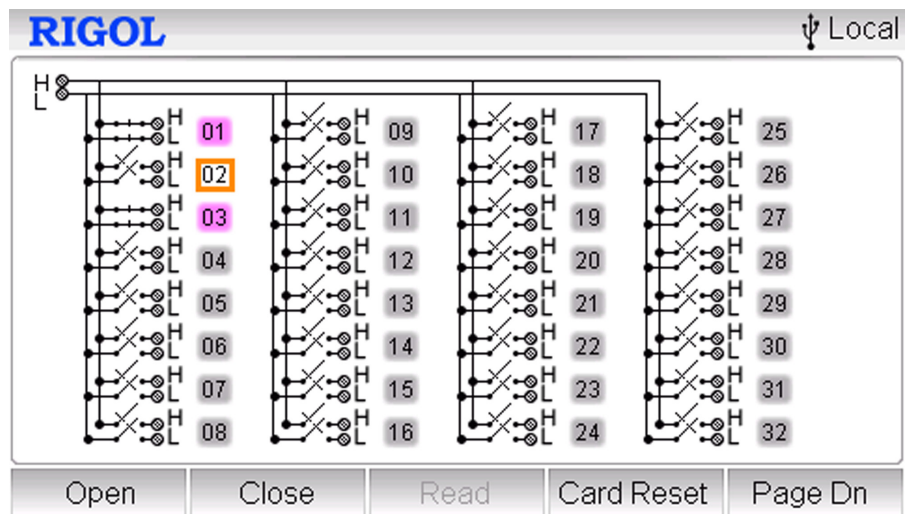 RIGOL Local
H
L
H 01 H 09 H 17 H 25
L L L L
H 02 H 10 H 18 H 26
L L L L
H 03 H 11 H 19 H 27
L L L L
H 04 H 12 H 20 H 28
L L L L
H 05 H 13 H 21 H 29
L L L L
H 06 H 14 H 22 H 30
L L L L
H 07 H 15 H 23 H 31
L L L L
H 08 H 16 H 24 H 32
L L L L
Open Close Read Card Reset Page Dn